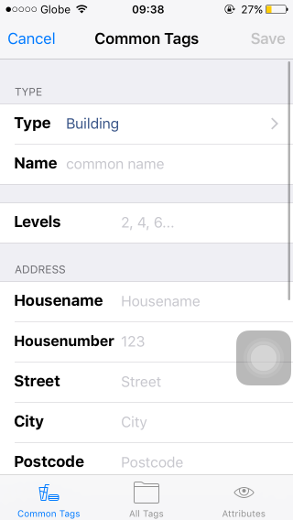 Globe 09:38 27%
Cancel Common Tags Save
TYPE
Type Building
Name common name
Levels 2, 4, 6...
ADDRESS
Housename Housename
Housenumber 123
Street Street
City City
Postcode Postcode
Common Tags All Tags Attributes